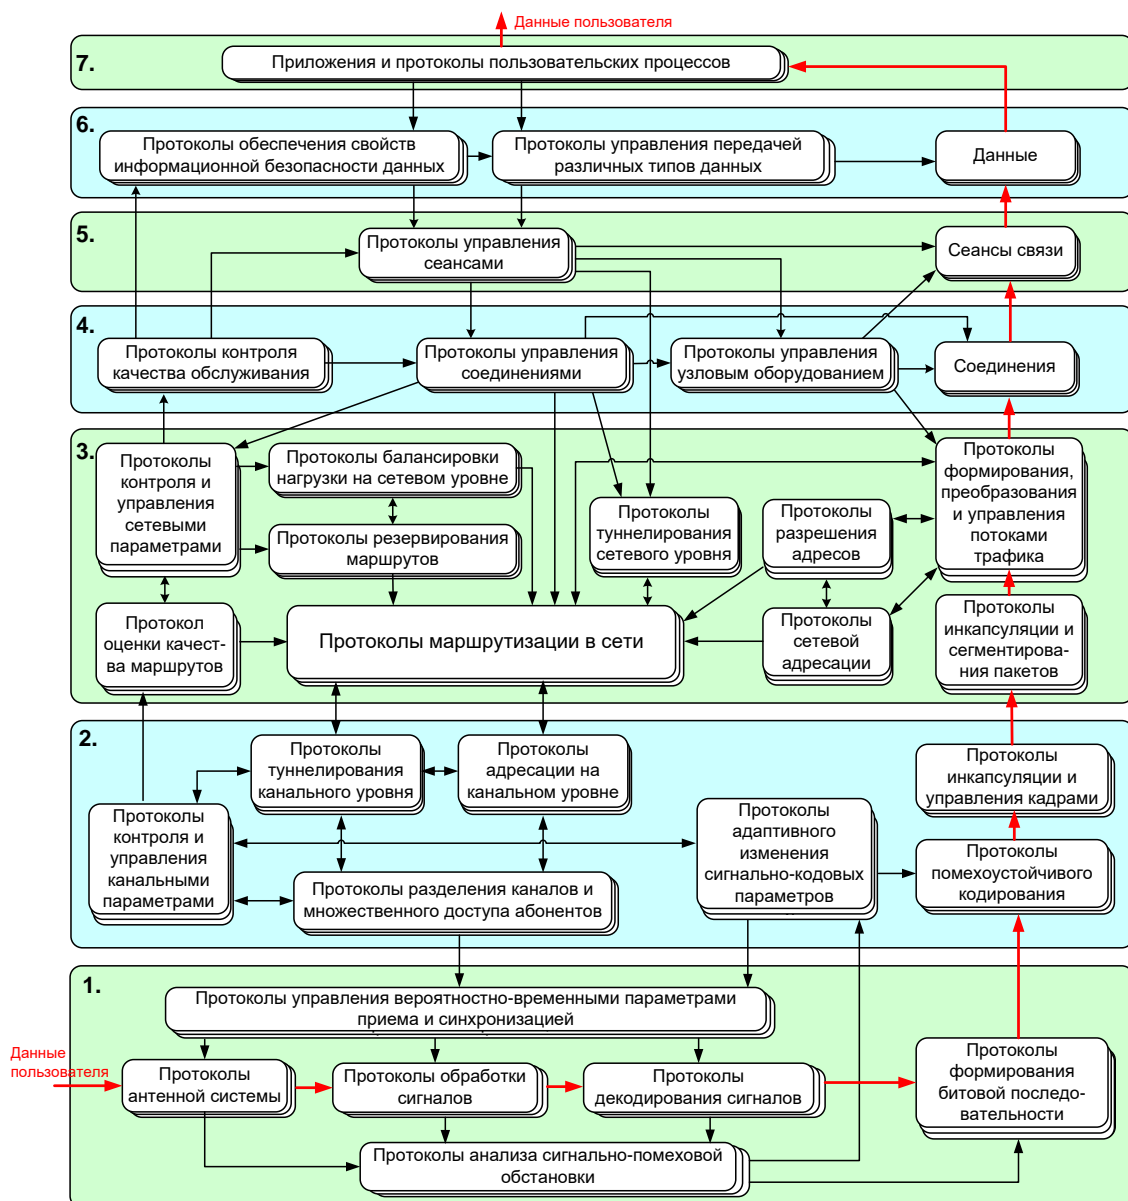 Данные пользователя
7.
Приложения и протоколы пользовательских процессов
6.
Протоколы обеспечения свойств
информационной безопасности данных
Протоколы управления передачей
различных типов данных
Данные
5.
Протоколы управления
сеансами
Сеансы связи
4.
Протоколы контроля
качества обслуживания
Протоколы управления
соединениями
Протоколы управления
узловым оборудованием
Соединения
3.
Протоколы
контроля и
управления
сетевыми
параметрами
Протоколы балансировки
нагрузки на сетевом уровне
Протоколы резервирования
маршрутов
Протоколы
туннелирования
сетевого уровня
Протоколы
разрешения
адресов
Протоколы
формирования,
преобразования
и управления
потоками
трафика
Протокол
оценки качест-
ва маршрутов
Протоколы маршрутизации в сети
Протоколы
сетевой
адресации
Протоколы
инкапсуляции и
сегментирова-
ния пакетов
2.
Протоколы
туннелирования
канального уровня
Протоколы
адресации на
канальном уровне
Протоколы
инкапсуляции и
управления кадрами
Протоколы
контроля и
управления
канальными
параметрами
Протоколы
адаптивного
изменения
сигнально-кодовых
параметров
Протоколы
помехоустойчивого
кодирования
Протоколы разделения каналов и
множественного доступа абонентов
1.
Протоколы управления вероятностно-временными параметрами
приема и синхронизацией
Данные
пользователя
Протоколы
антенной системы
Протоколы обработки
сигналов
Протоколы
декодирования сигналов
Протоколы
формирования
битовой последо-
вательности
Протоколы анализа сигнально-помеховой
обстановки